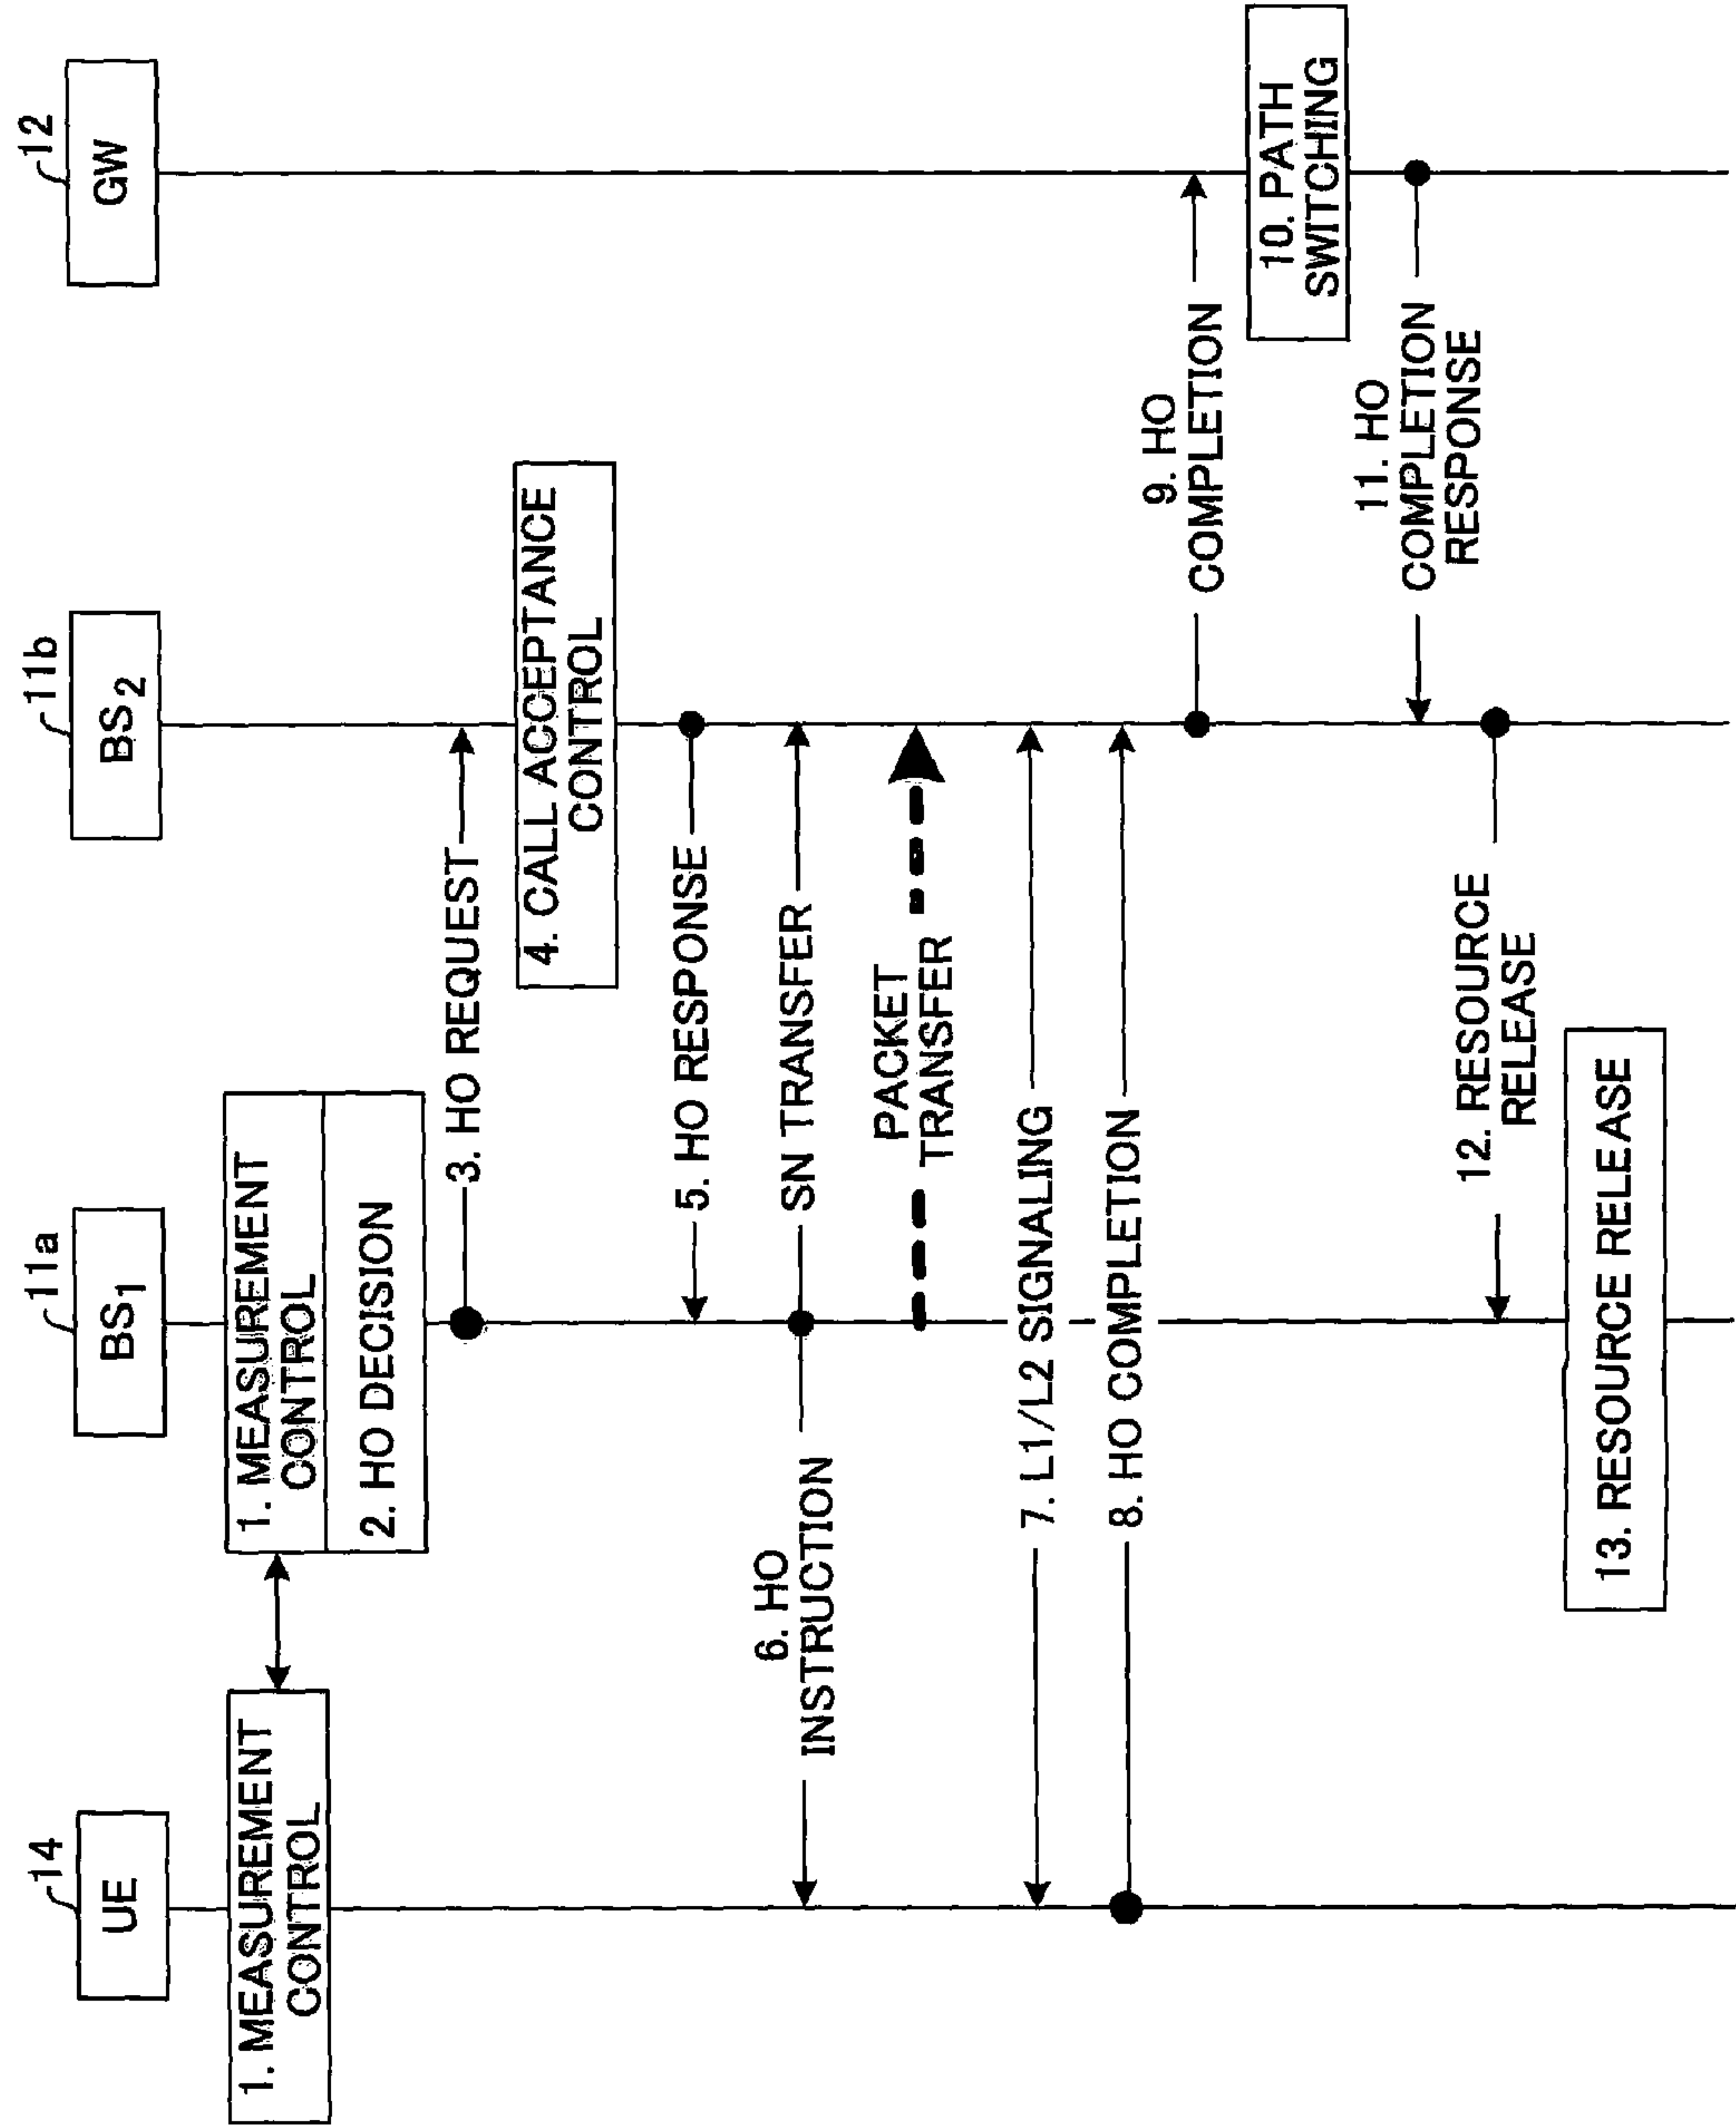 14
UE
11a
BS1
11b
BS2
12
GW
1. MEASUREMENT
CONTROL
1. MEASUREMENT
CONTROL
2. HO DECISION
3. HO REQUEST
4. CALL ACCEPTANCE
CONTROL
5. HO RESPONSE
6. HO
INSTRUCTION
SN TRANSFER
PACKET
TRANSFER
7. L1/L2 SIGNALING
8. HO COMPLETION
9. HO
COMPLETION
10. PATH
SWITCHING
11. HO
COMPLETION
RESPONSE
12. RESOURCE
RELEASE
13. RESOURCE RELEASE